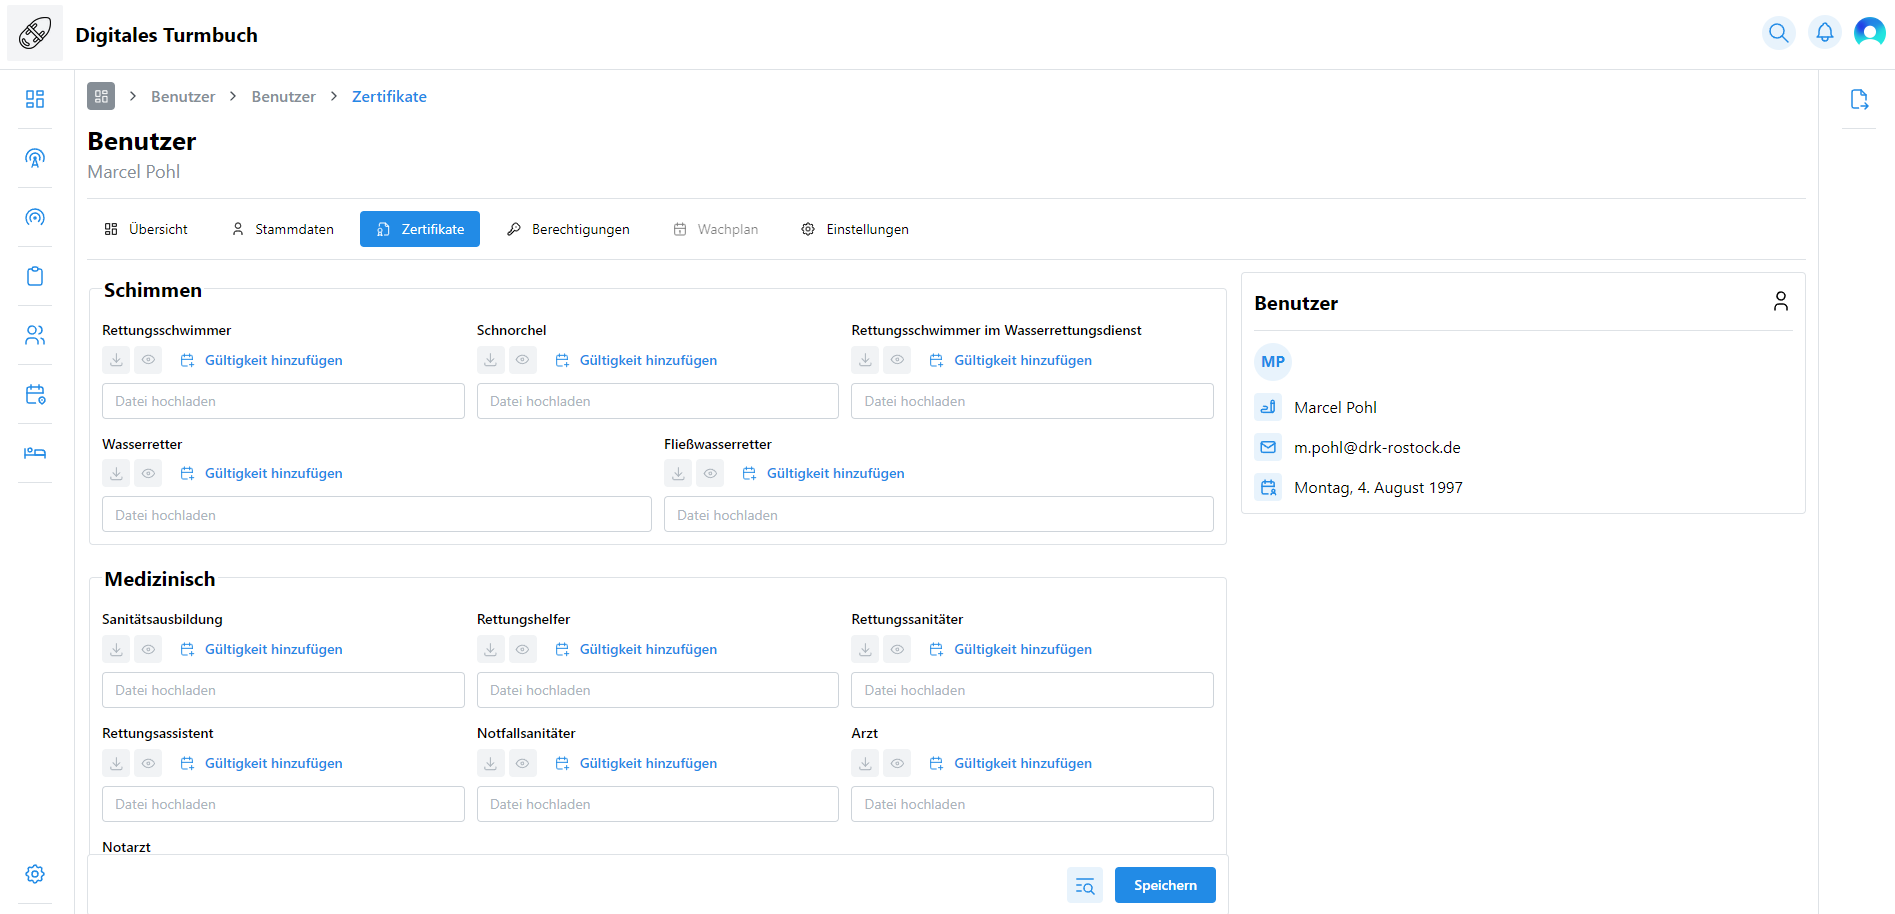 Digitales Turmbuch
Benutzer
Benutzer
Zertifikate
Benutzer
Marcel Pohl
Übersicht
Stammdaten
Zertifikate
Berechtigungen
Wachplan
Einstellungen
Schimmen
Rettungsschwimmer
Schnorchel
Rettungsschwimmer im Wasserrettungsdienst
Gültigkeit hinzufügen
Gültigkeit hinzufügen
Gültigkeit hinzufügen
Datei hochladen
Datei hochladen
Datei hochladen
Wasserretter
Fließwasserretter
Gültigkeit hinzufügen
Gültigkeit hinzufügen
Datei hochladen
Datei hochladen
Medizinisch
Sanitätsausbildung
Rettungshelfer
Rettungssanitäter
Gültigkeit hinzufügen
Gültigkeit hinzufügen
Gültigkeit hinzufügen
Datei hochladen
Datei hochladen
Datei hochladen
Rettungsassistent
Notfallsanitäter
Arzt
Gültigkeit hinzufügen
Gültigkeit hinzufügen
Gültigkeit hinzufügen
Datei hochladen
Datei hochladen
Datei hochladen
Notarzt
Speichern
Benutzer
MP
Marcel Pohl
m.pohl@drk-rostock.de
Montag, 4. August 1997